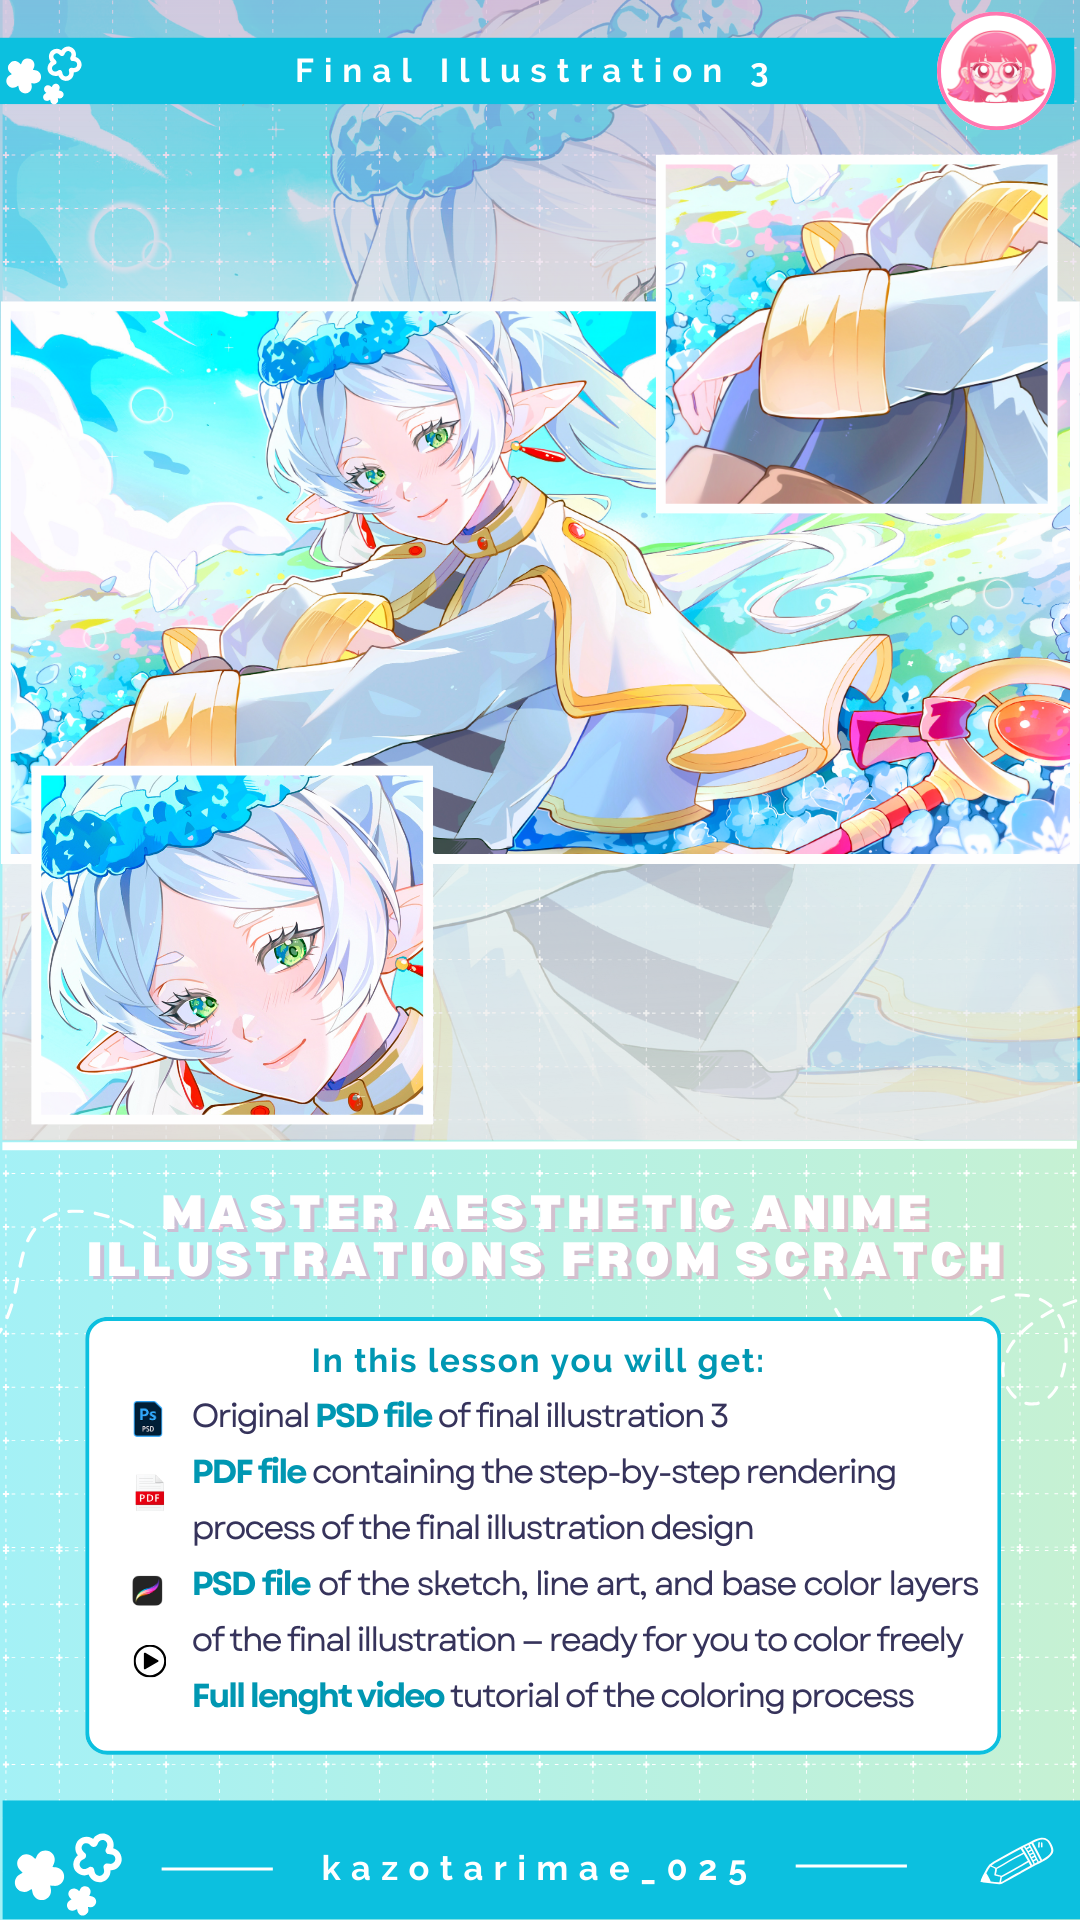 Final Illustration 3
MASTER AESTHETIC ANIME
ILLUSTRATIONS FROM SCRATCH
In this lesson you will get:
Ps
PSD
Original PSD file of final illustration 3
PDF file containing the step-by-step rendering
PDF
process of the final illustration design
PSD file of the sketch, line art, and base color layers
of the final illustration – ready for you to color freely
Full lenght video tutorial of the coloring process
kazotarimae_025